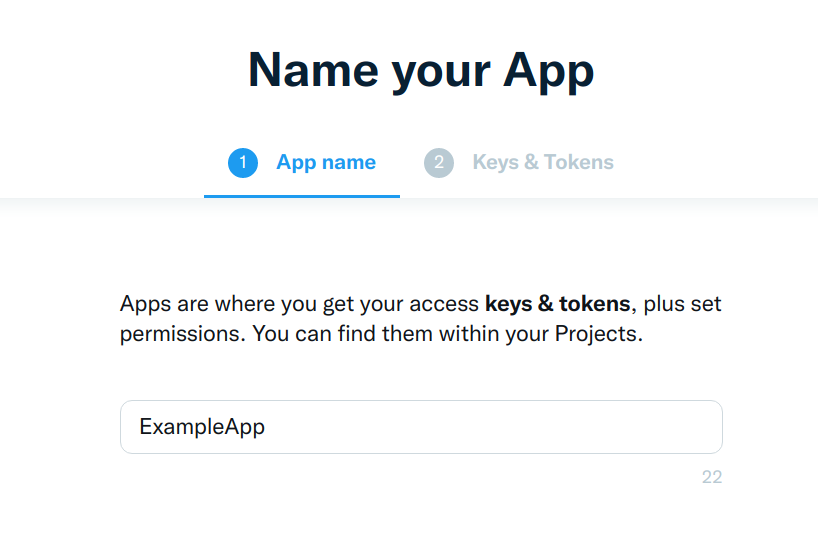 Name your App
1 App name 2 Keys & Tokens
Apps are where you get your access keys & tokens, plus set
permissions. You can find them within your Projects.
ExampleApp
22